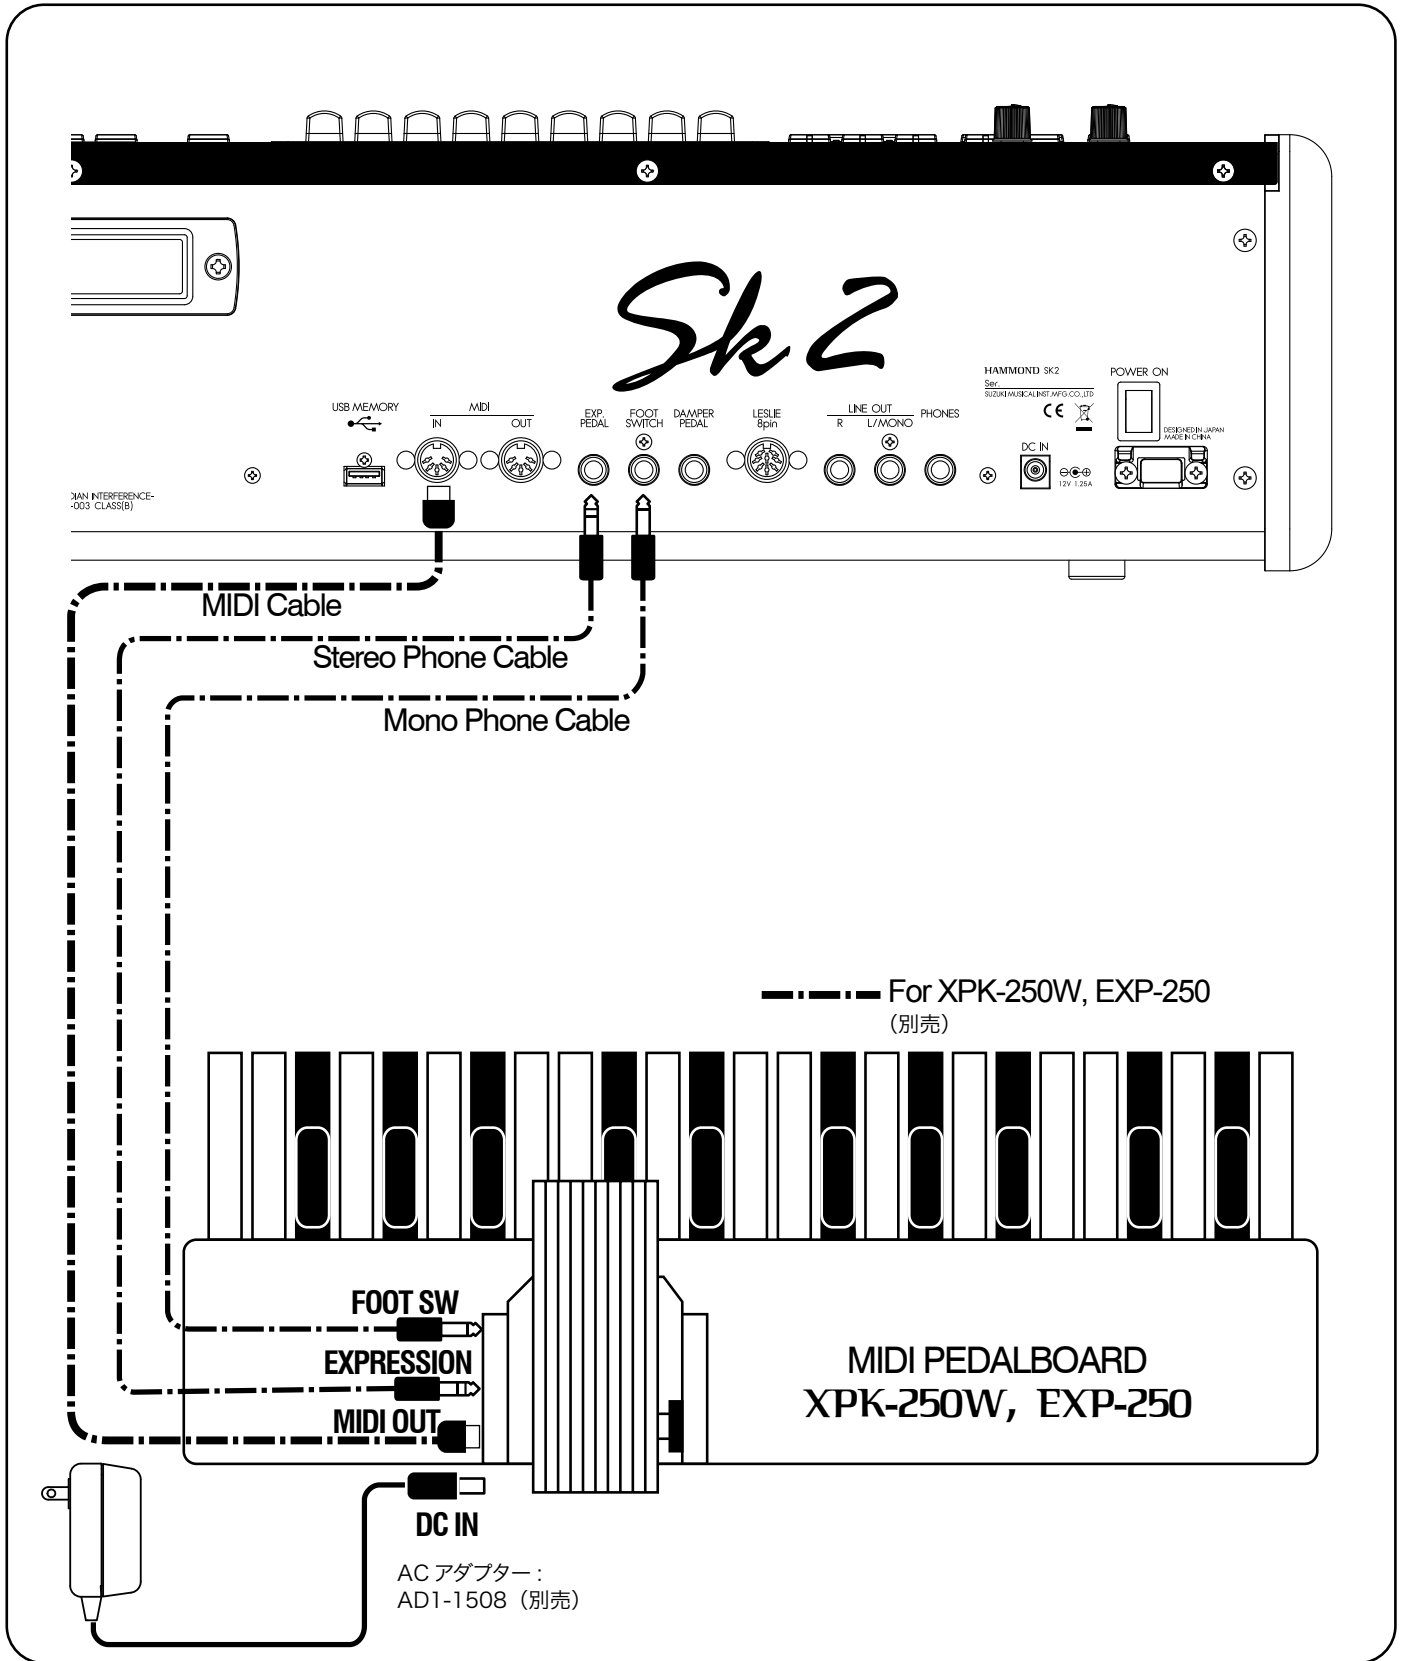 Sk2
HAMMOND SK2
Ser.
SUZUKI MUSICAL INST. MFG. CO., LTD
CE
POWER ON
DESIGNED IN JAPAN
MADE IN CHINA
USB MEMORY
MIDI
IN
OUT
EXP.
PEDAL
FOOT
SWITCH
DAMPER
PEDAL
LESLIE
8pin
LINE OUT
R
L/MONO
PHONES
DC IN
12V 1.25A
DIAN INTERFERENCE-
-003 CLASS(B)
MIDI Cable
Stereo Phone Cable
Mono Phone Cable
For XPK-250W, EXP-250
（別売）
FOOT SW
EXPRESSION
MIDI OUT
MIDI PEDALBOARD
XPK-250W, EXP-250
DC IN
AC アダプター :
AD1-1508（別売）